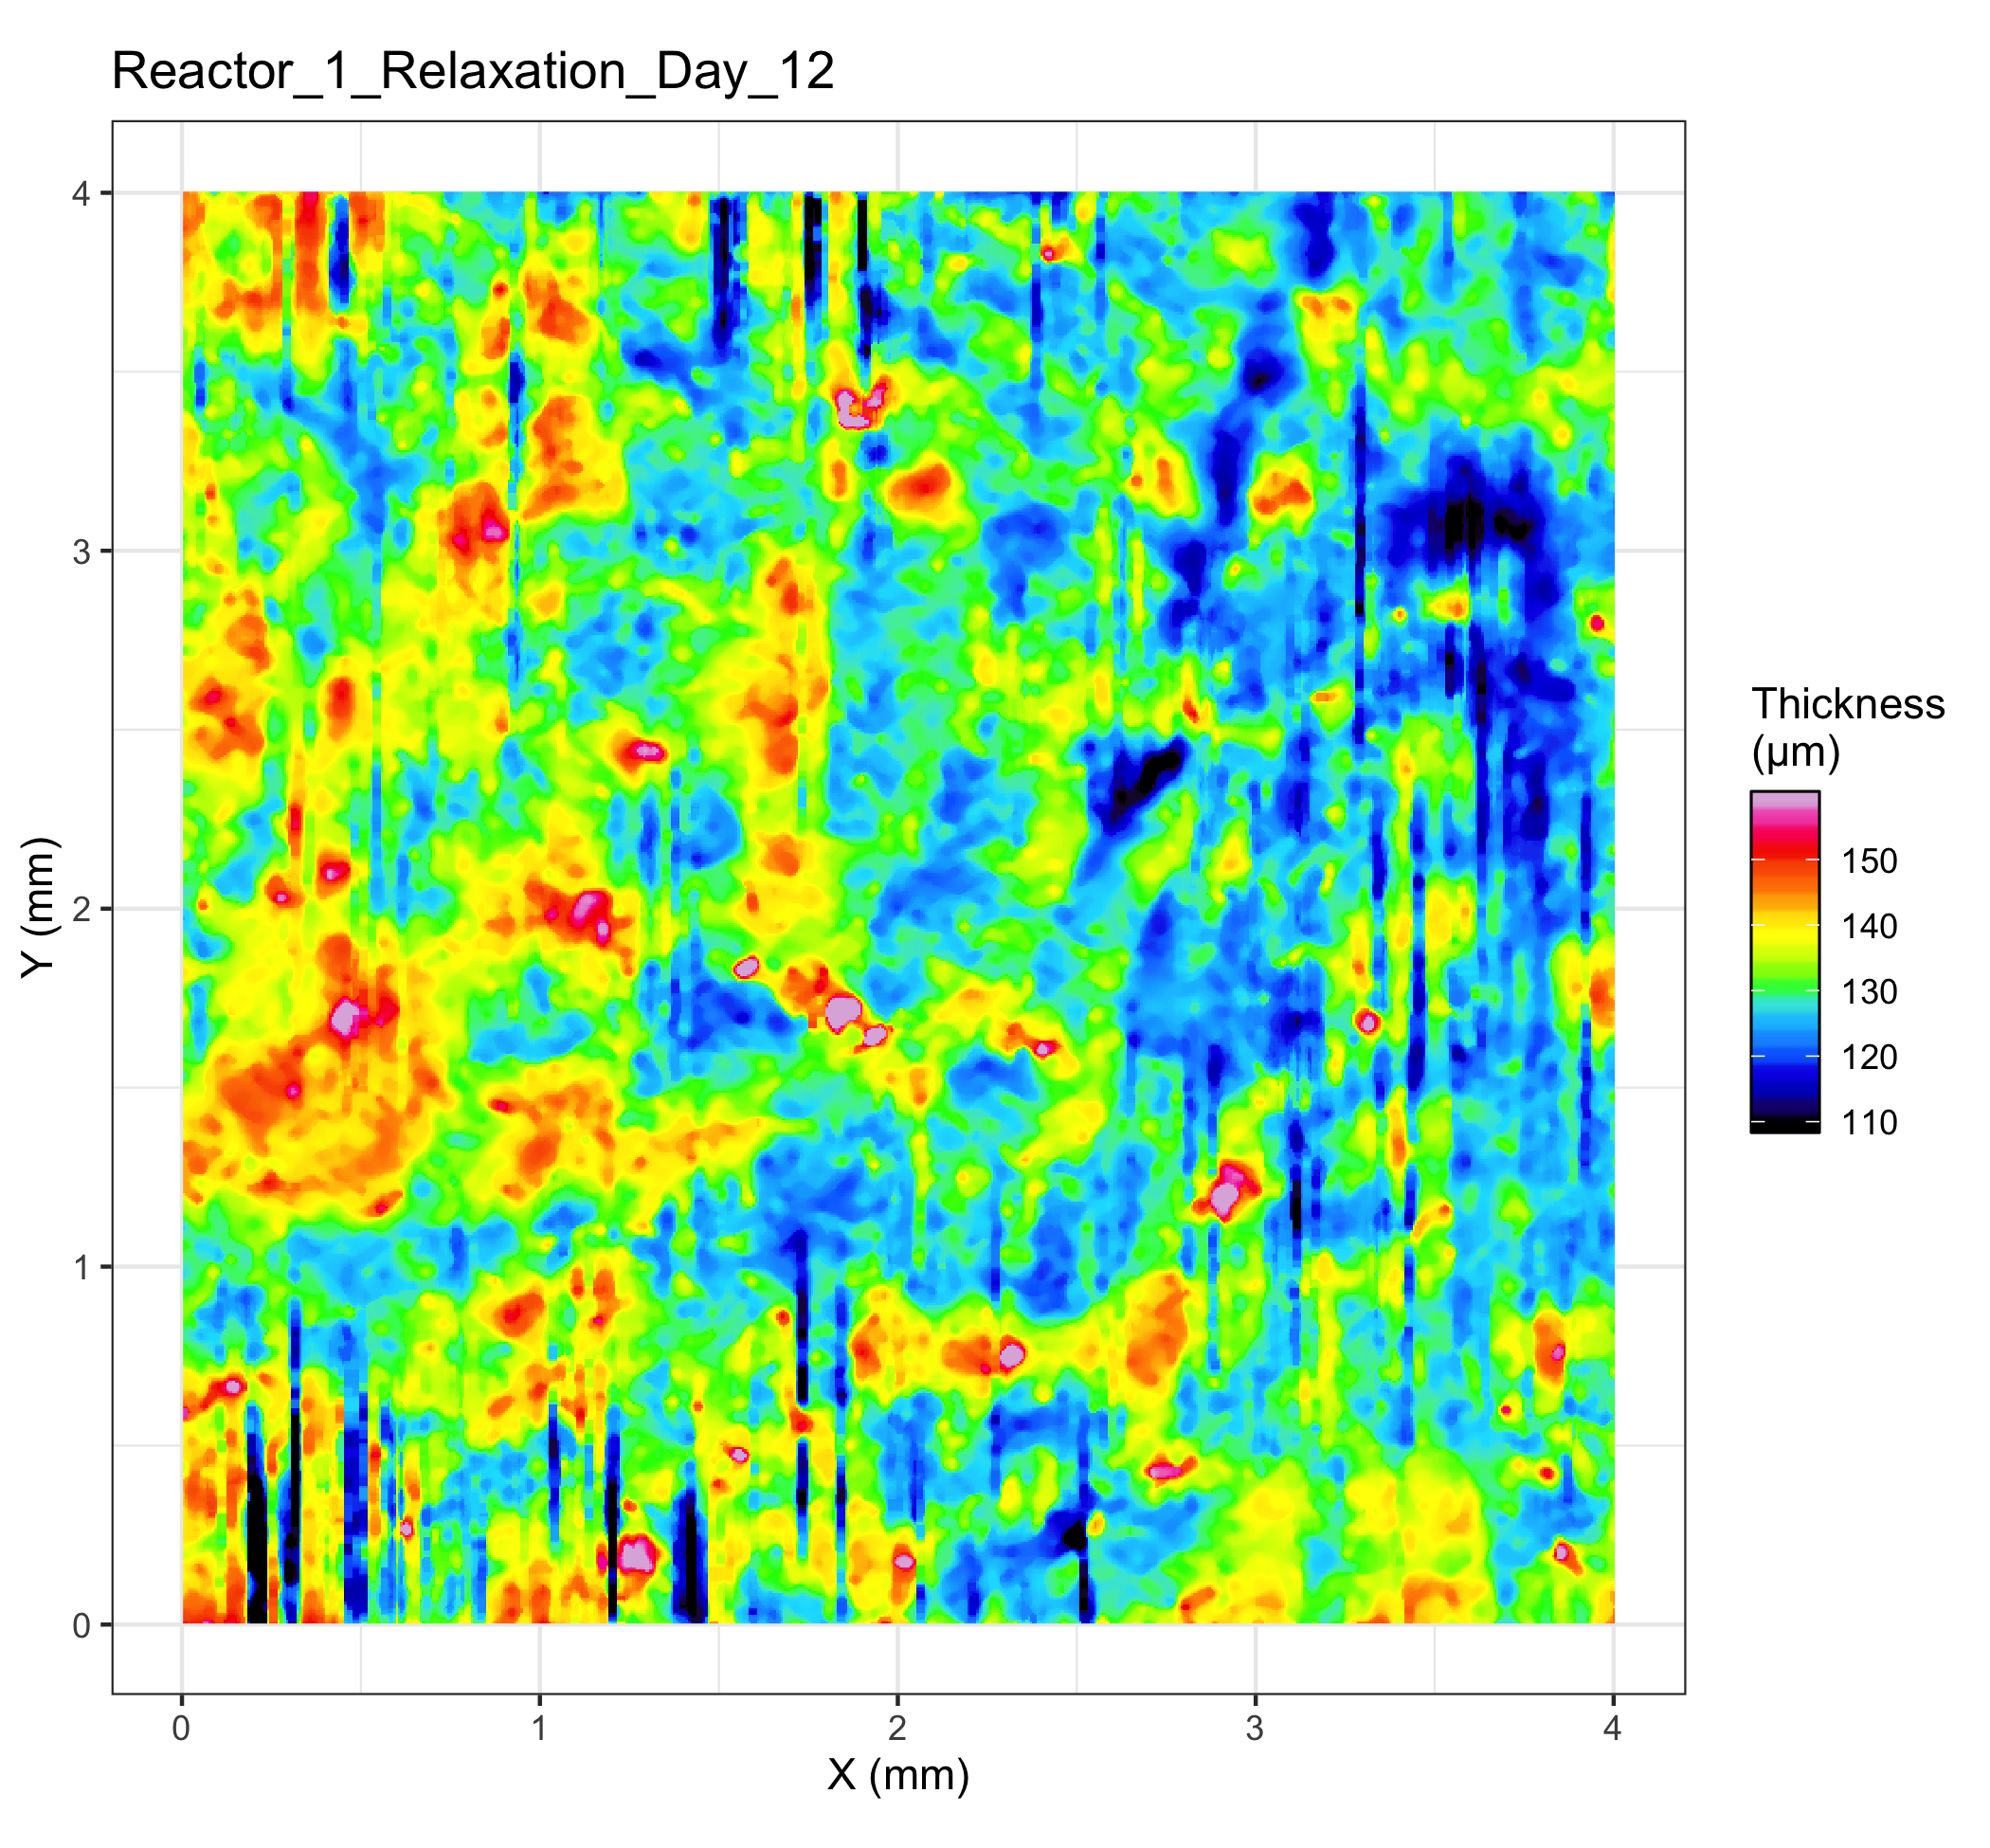 Reactor_1_Relaxation_Day_12
Y (mm)
4
3
2
1
0
0 1 2 3 4
X (mm)
Thickness
(μm)
150
140
130
120
110